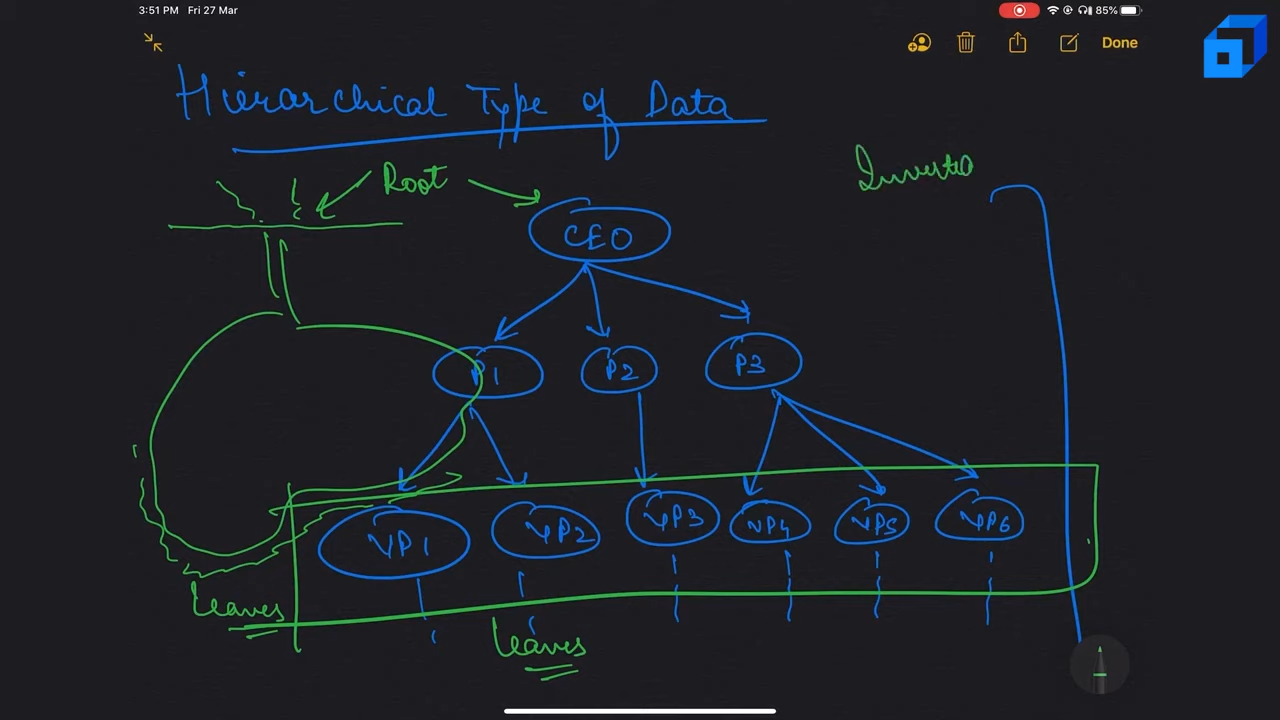 3:51 PM Fri 27 Mar
85%
Done
Hierarchical Type of Data
Inverted
Root
CEO
P1 P2 P3
VP1 VP2 VP3 VP4 VP5 VP6
Leaves
Leaves